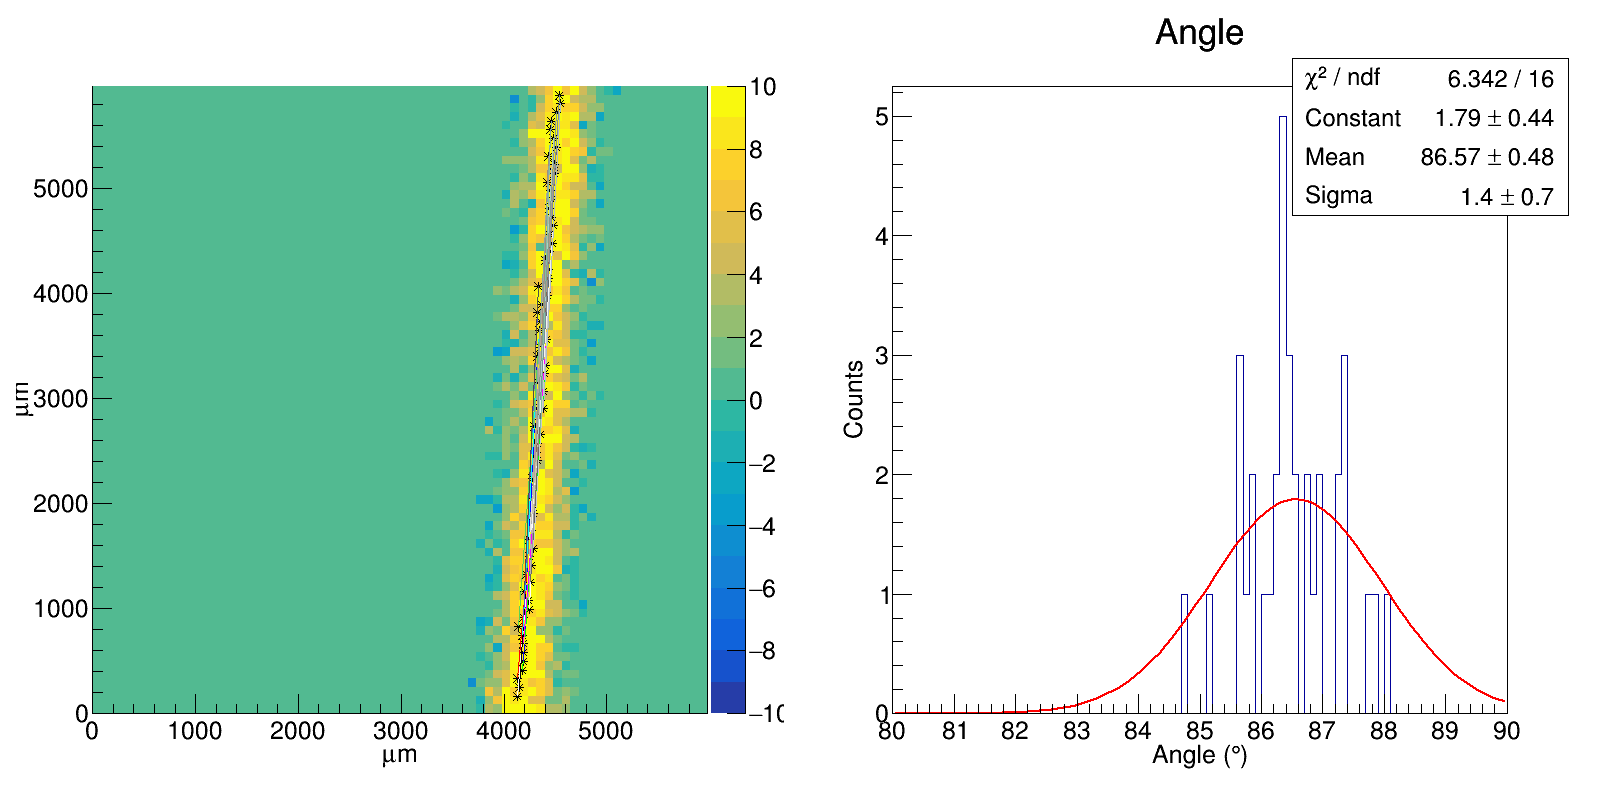 Angle
χ² / ndf 6.342 / 16
Constant 1.79 ± 0.44
Mean 86.57 ± 0.48
Sigma 1.4 ± 0.7
5000
4000
3000
2000
1000
0
μm
0 1000 2000 3000 4000 5000
μm
10
8
6
4
2
0
−2
−4
−6
−8
−10
5
4
3
2
1
0
Counts
80 81 82 83 84 85 86 87 88 89 90
Angle (°)